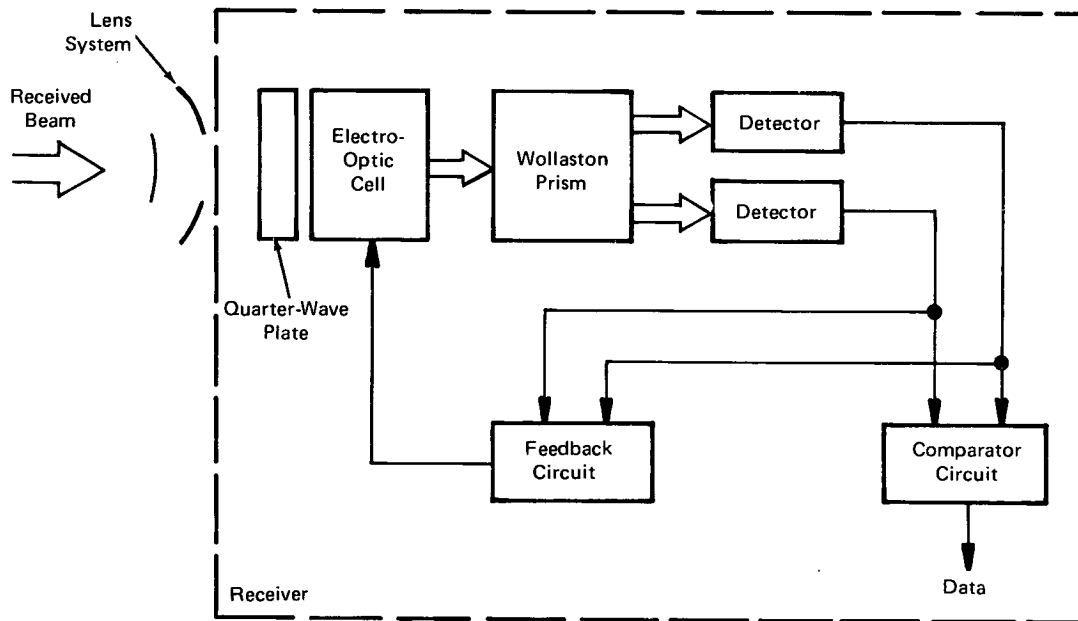 Lens
System
Received
Beam
Electro-
Optic
Cell
Wollaston
Prism
Detector
Detector
Quarter-Wave
Plate
Feedback
Circuit
Comparator
Circuit
Data
Receiver